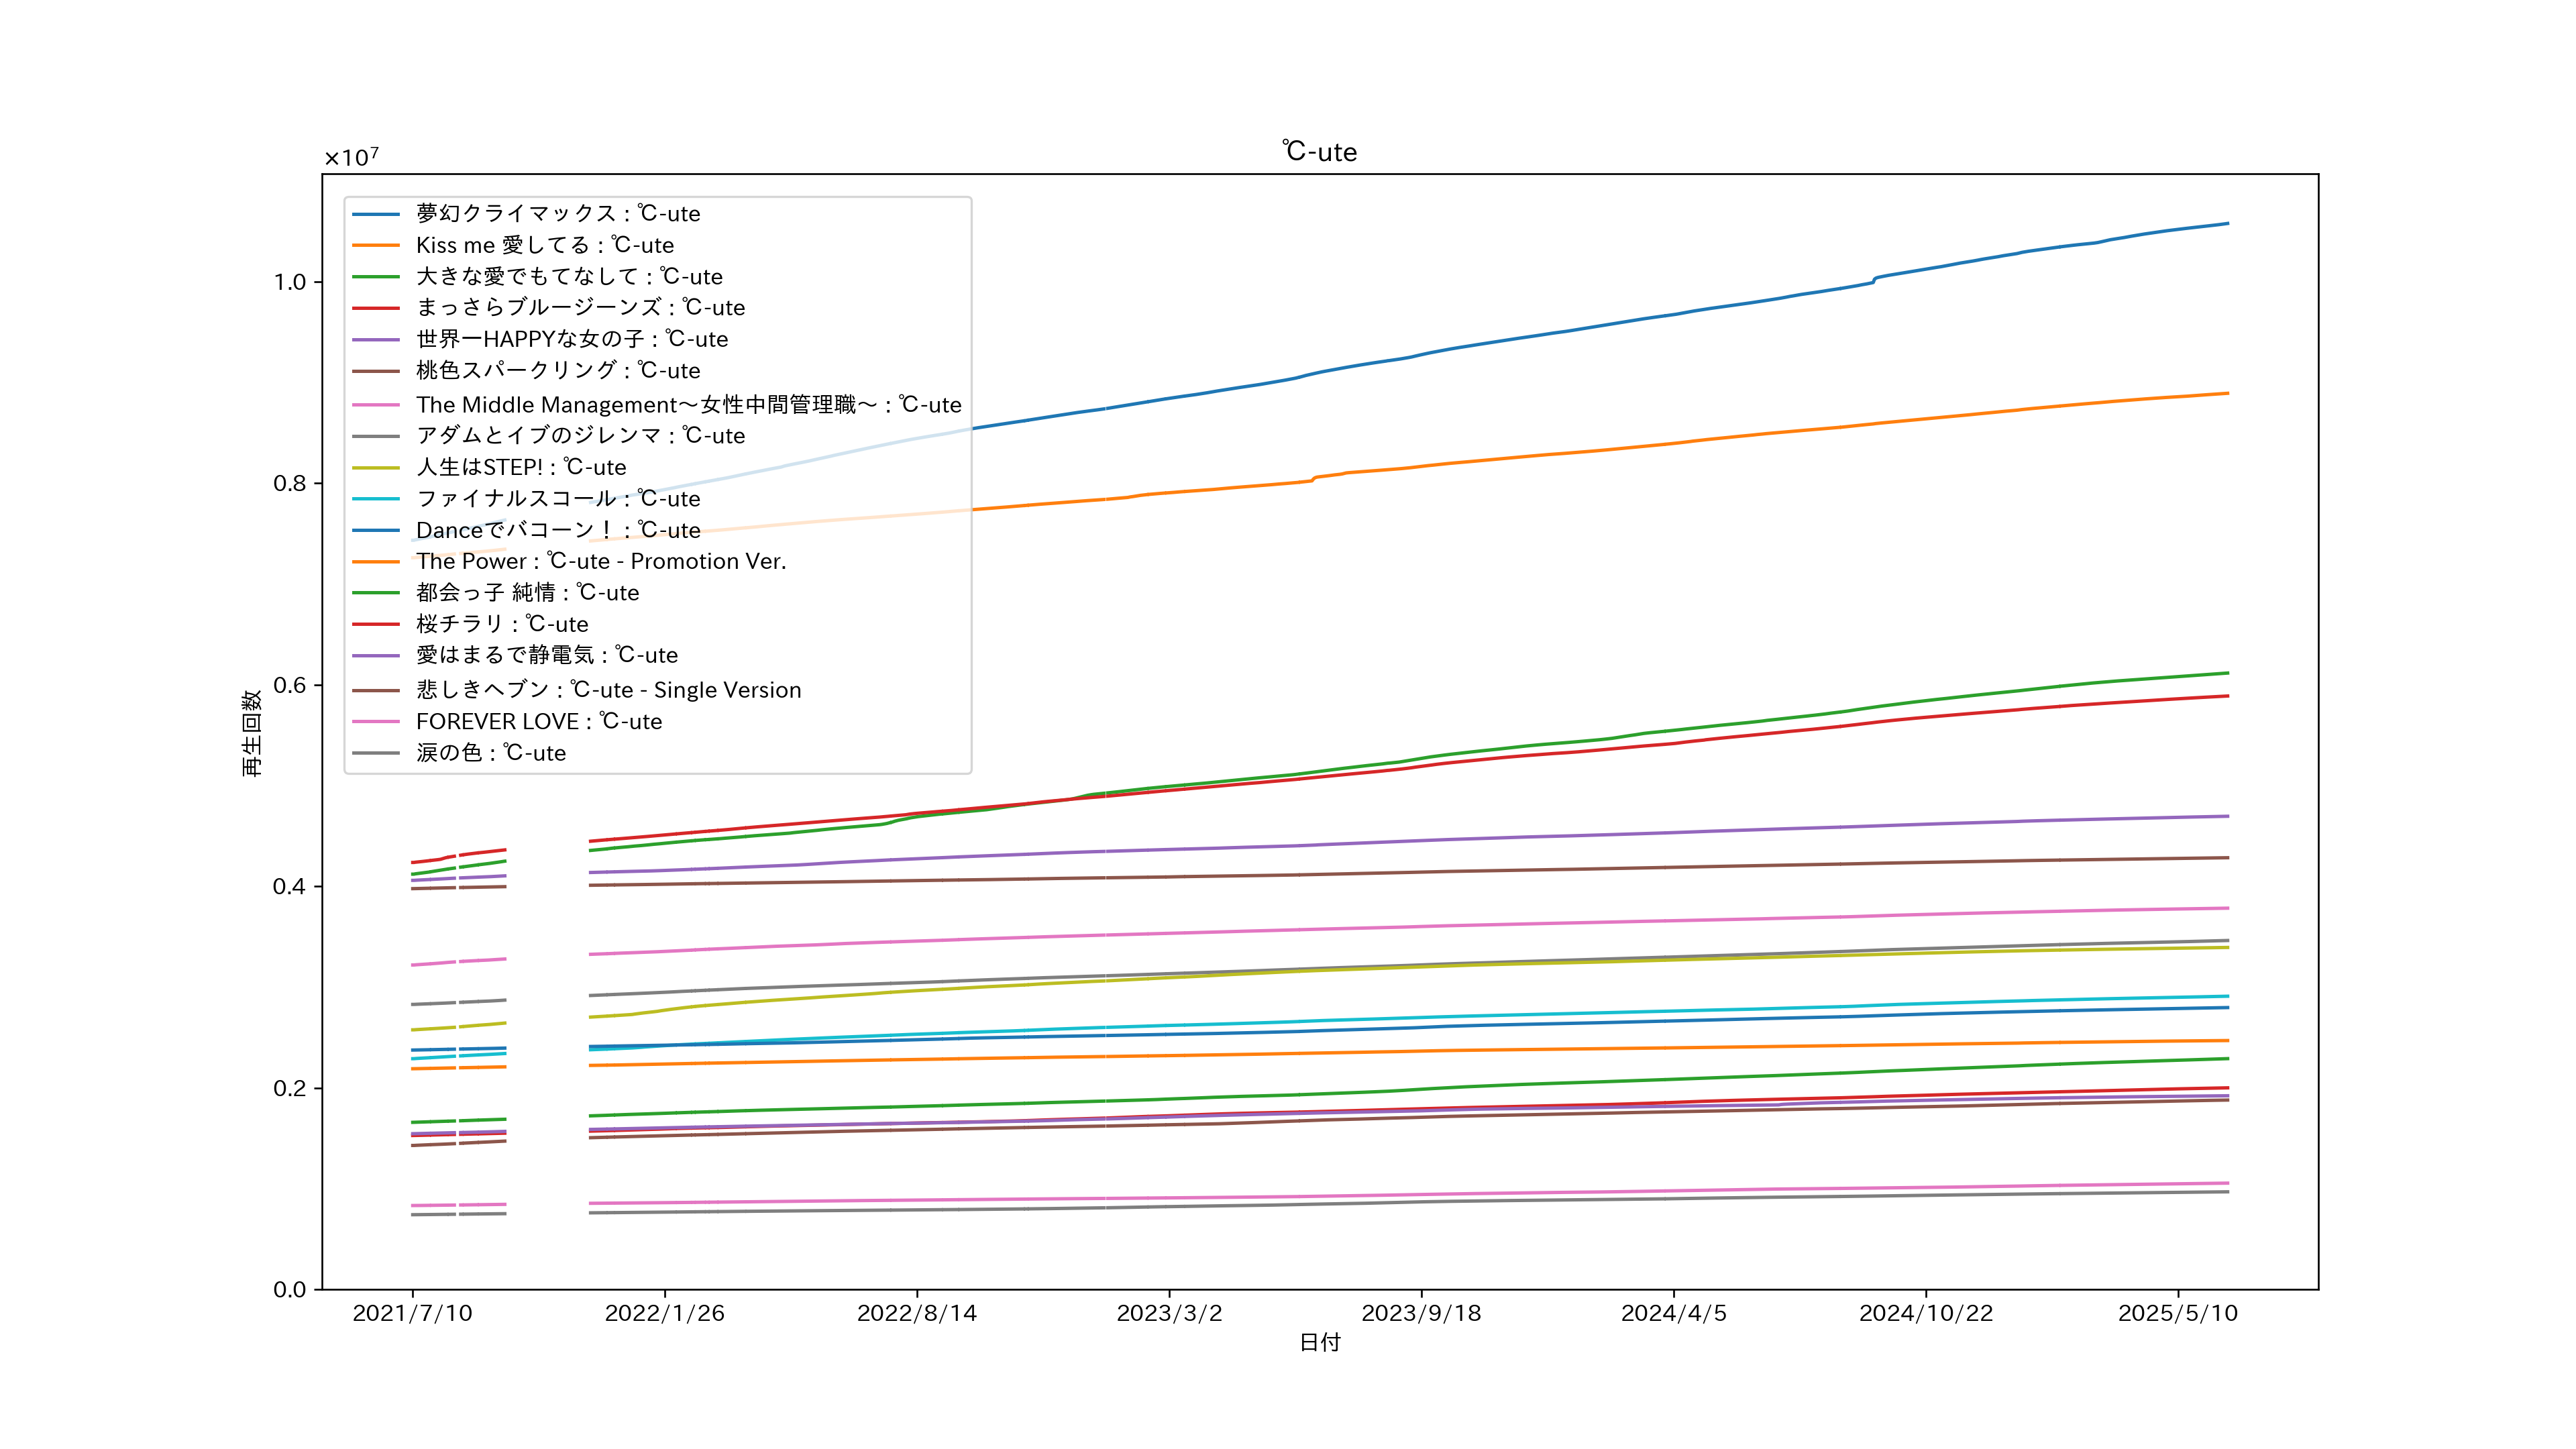 ℃-ute
×10⁷
夢幻クライマックス : ℃-ute
Kiss me 愛してる : ℃-ute
大きな愛でもてなして : ℃-ute
まっさらブルージーンズ : ℃-ute
世界一HAPPYな女の子 : ℃-ute
桃色スパークリング : ℃-ute
The Middle Management～女性中間管理職～ : ℃-ute
アダムとイブのジレンマ : ℃-ute
人生はSTEP! : ℃-ute
ファイナルスコール : ℃-ute
Danceでバコーン！ : ℃-ute
The Power : ℃-ute - Promotion Ver.
都会っ子 純情 : ℃-ute
桜チラリ : ℃-ute
愛はまるで静電気 : ℃-ute
悲しきヘブン : ℃-ute - Single Version
FOREVER LOVE : ℃-ute
涙の色 : ℃-ute
1.0
0.8
0.6
0.4
0.2
0.0
再生回数
2021/7/10 2022/1/26 2022/8/14 2023/3/2 2023/9/18 2024/4/5 2024/10/22 2025/5/10
日付